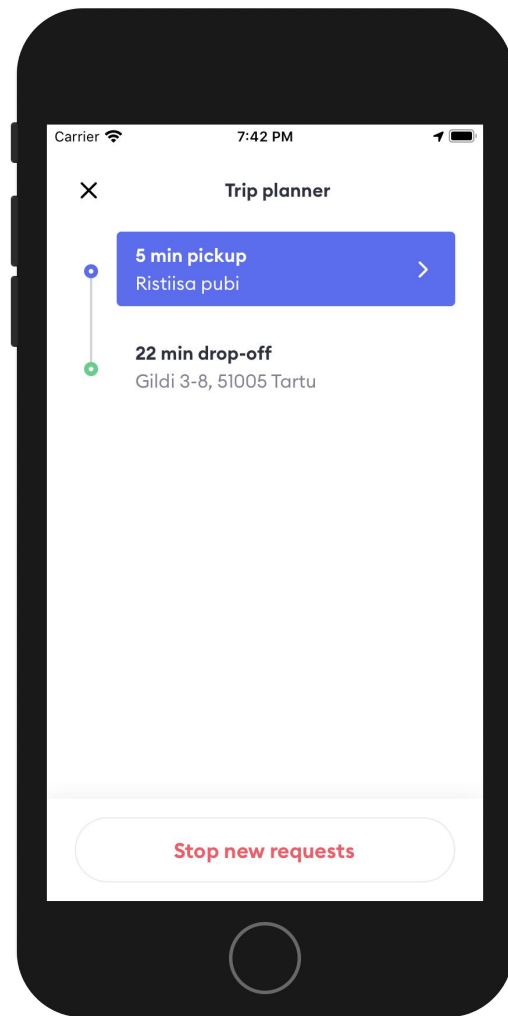 Carrier 7:42 PM
Trip planner
5 min pickup
Ristiisa pubi
22 min drop-off
Gildi 3-8, 51005 Tartu
Stop new requests